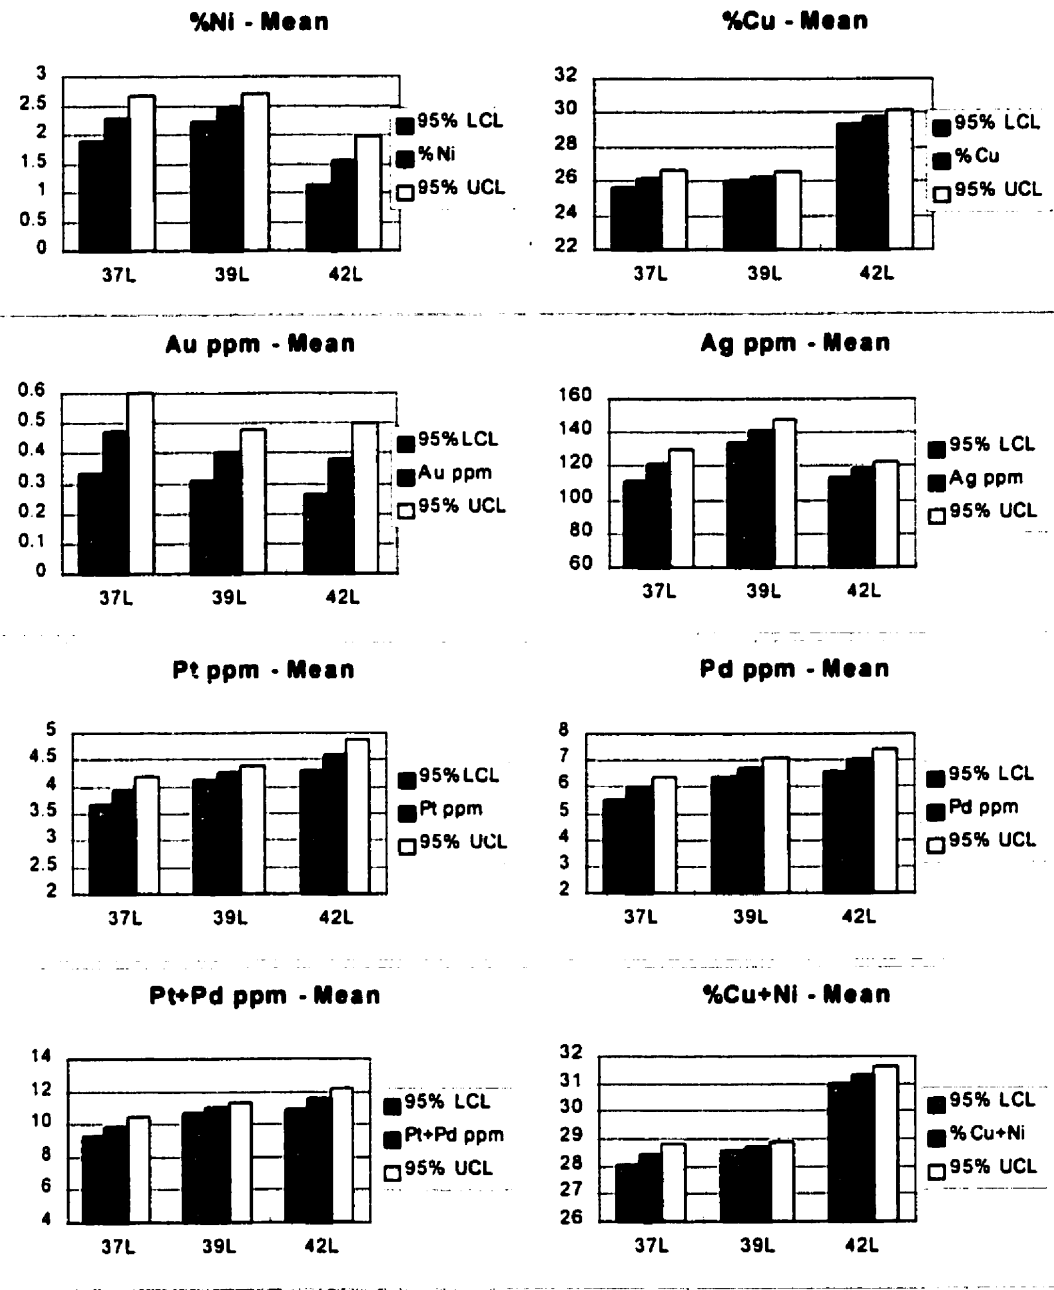 %Ni - Mean
3
2.5
2
1.5
1
0.5
0
37L 39L 42L
95% LCL
%Ni
95% UCL
%Cu - Mean
32
30
28
26
24
22
37L 39L 42L
95% LCL
%Cu
95% UCL
Au ppm - Mean
0.6
0.5
0.4
0.3
0.2
0.1
0
37L 39L 42L
95%LCL
Au ppm
95% UCL
Ag ppm - Mean
160
140
120
100
80
60
37L 39L 42L
95% LCL
Ag ppm
95% UCL
Pt ppm - Mean
5
4.5
4
3.5
3
2.5
2
37L 39L 42L
95%LCL
Pt ppm
95% UCL
Pd ppm - Mean
8
7
6
5
4
3
2
37L 39L 42L
95% LCL
Pd ppm
95% UCL
Pt+Pd ppm - Mean
14
12
10
8
6
4
37L 39L 42L
95% LCL
Pt+Pd ppm
95% UCL
%Cu+Ni - Mean
32
31
30
29
28
27
26
37L 39L 42L
95% LCL
%Cu+Ni
95% UCL